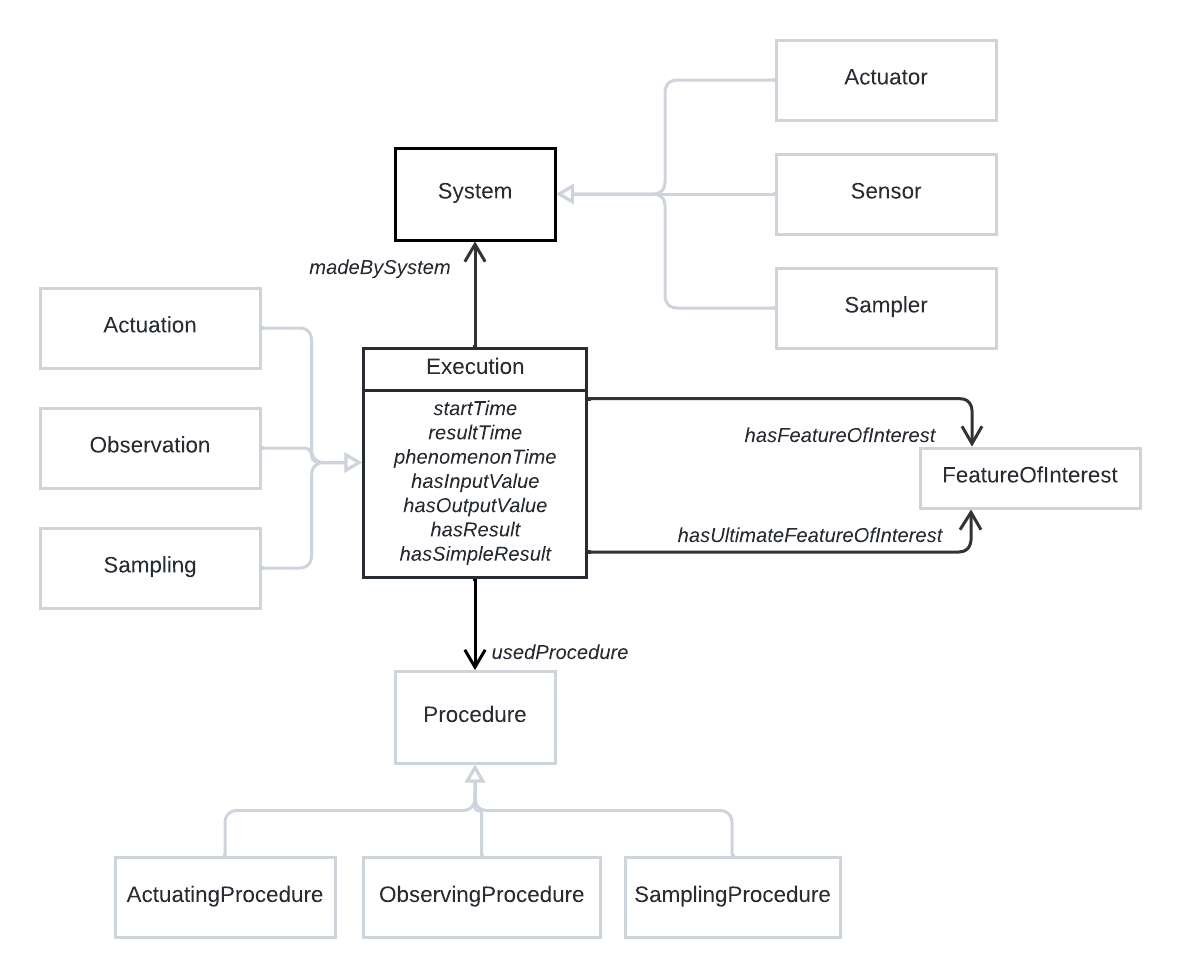 Actuator
System
Sensor
madeBySystem
Sampler
Actuation
Execution
startTime
resultTime
phenomenonTime
hasInputValue
hasOutputValue
hasResult
hasSimpleResult
Observation
hasFeatureOfInterest
FeatureOfInterest
hasUltimateFeatureOfInterest
Sampling
usedProcedure
Procedure
ActuatingProcedure
ObservingProcedure
SamplingProcedure